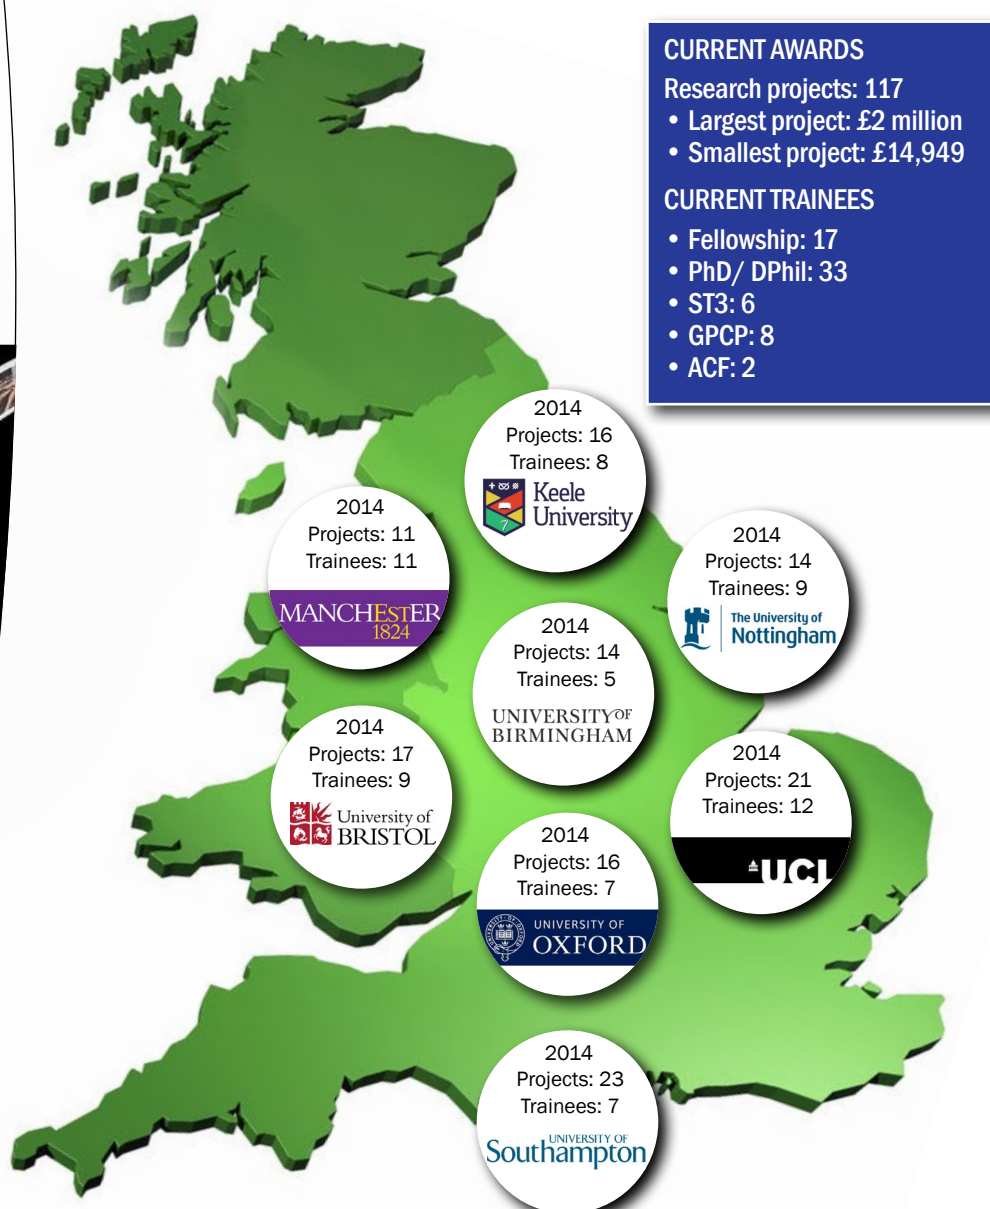 CURRENT AWARDS
Research projects: 117
• Largest project: £2 million
• Smallest project: £14,949
CURRENT TRAINEES
• Fellowship: 17
• PhD/ DPhil: 33
• ST3: 6
• GPCP: 8
• ACF: 2
2014
Projects: 16
Trainees: 8
Keele
University
2014
Projects: 11
Trainees: 11
MANCHESTER
1824
2014
Projects: 14
Trainees: 9
The University of
Nottingham
2014
Projects: 14
Trainees: 5
UNIVERSITY OF
BIRMINGHAM
2014
Projects: 17
Trainees: 9
University of
BRISTOL
2014
Projects: 21
Trainees: 12
UCL
2014
Projects: 16
Trainees: 7
UNIVERSITY OF
OXFORD
2014
Projects: 23
Trainees: 7
UNIVERSITY OF
Southampton